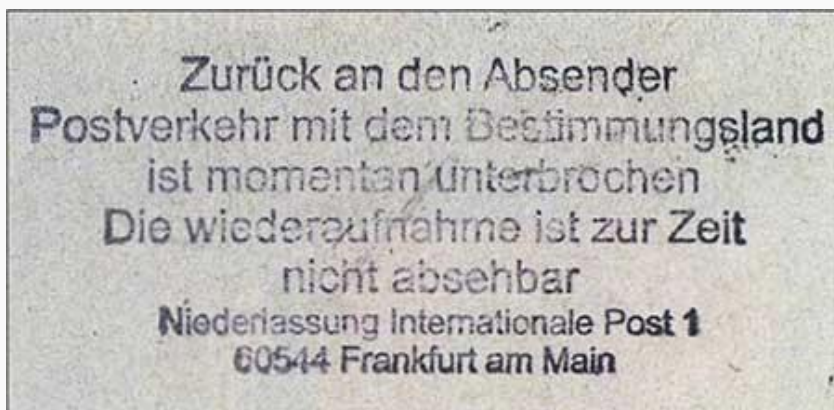 Zurück an den Absender
Postverkehr mit dem Bestimmungsland
ist momentan unterbrochen
Die wiederaufnahme ist zur Zeit
nicht absehbar
Niederlassung Internationale Post 1
60544 Frankfurt am Main